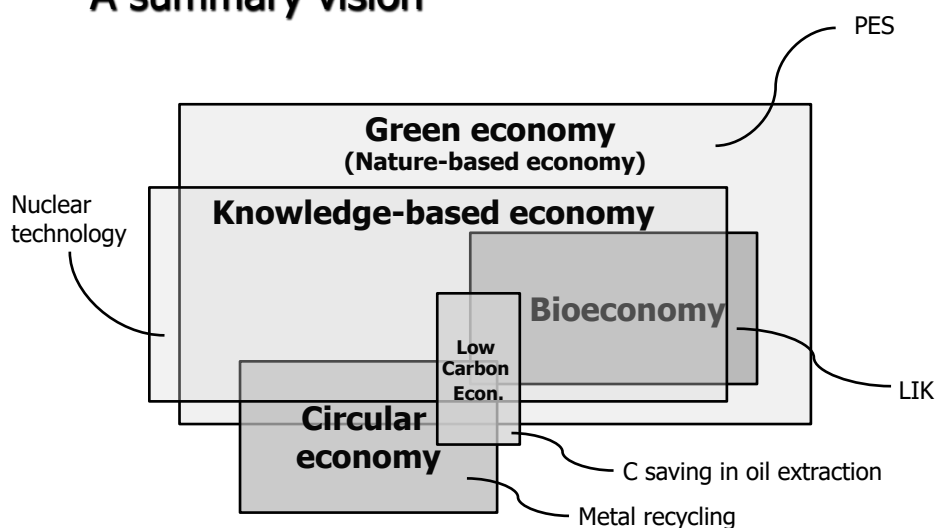 A summary vision
PES
Green economy
(Nature-based economy)
Nuclear
technology
Knowledge-based economy
Bioeconomy
Low
Carbon
Econ.
LIK
Circular
economy
C saving in oil extraction
Metal recycling